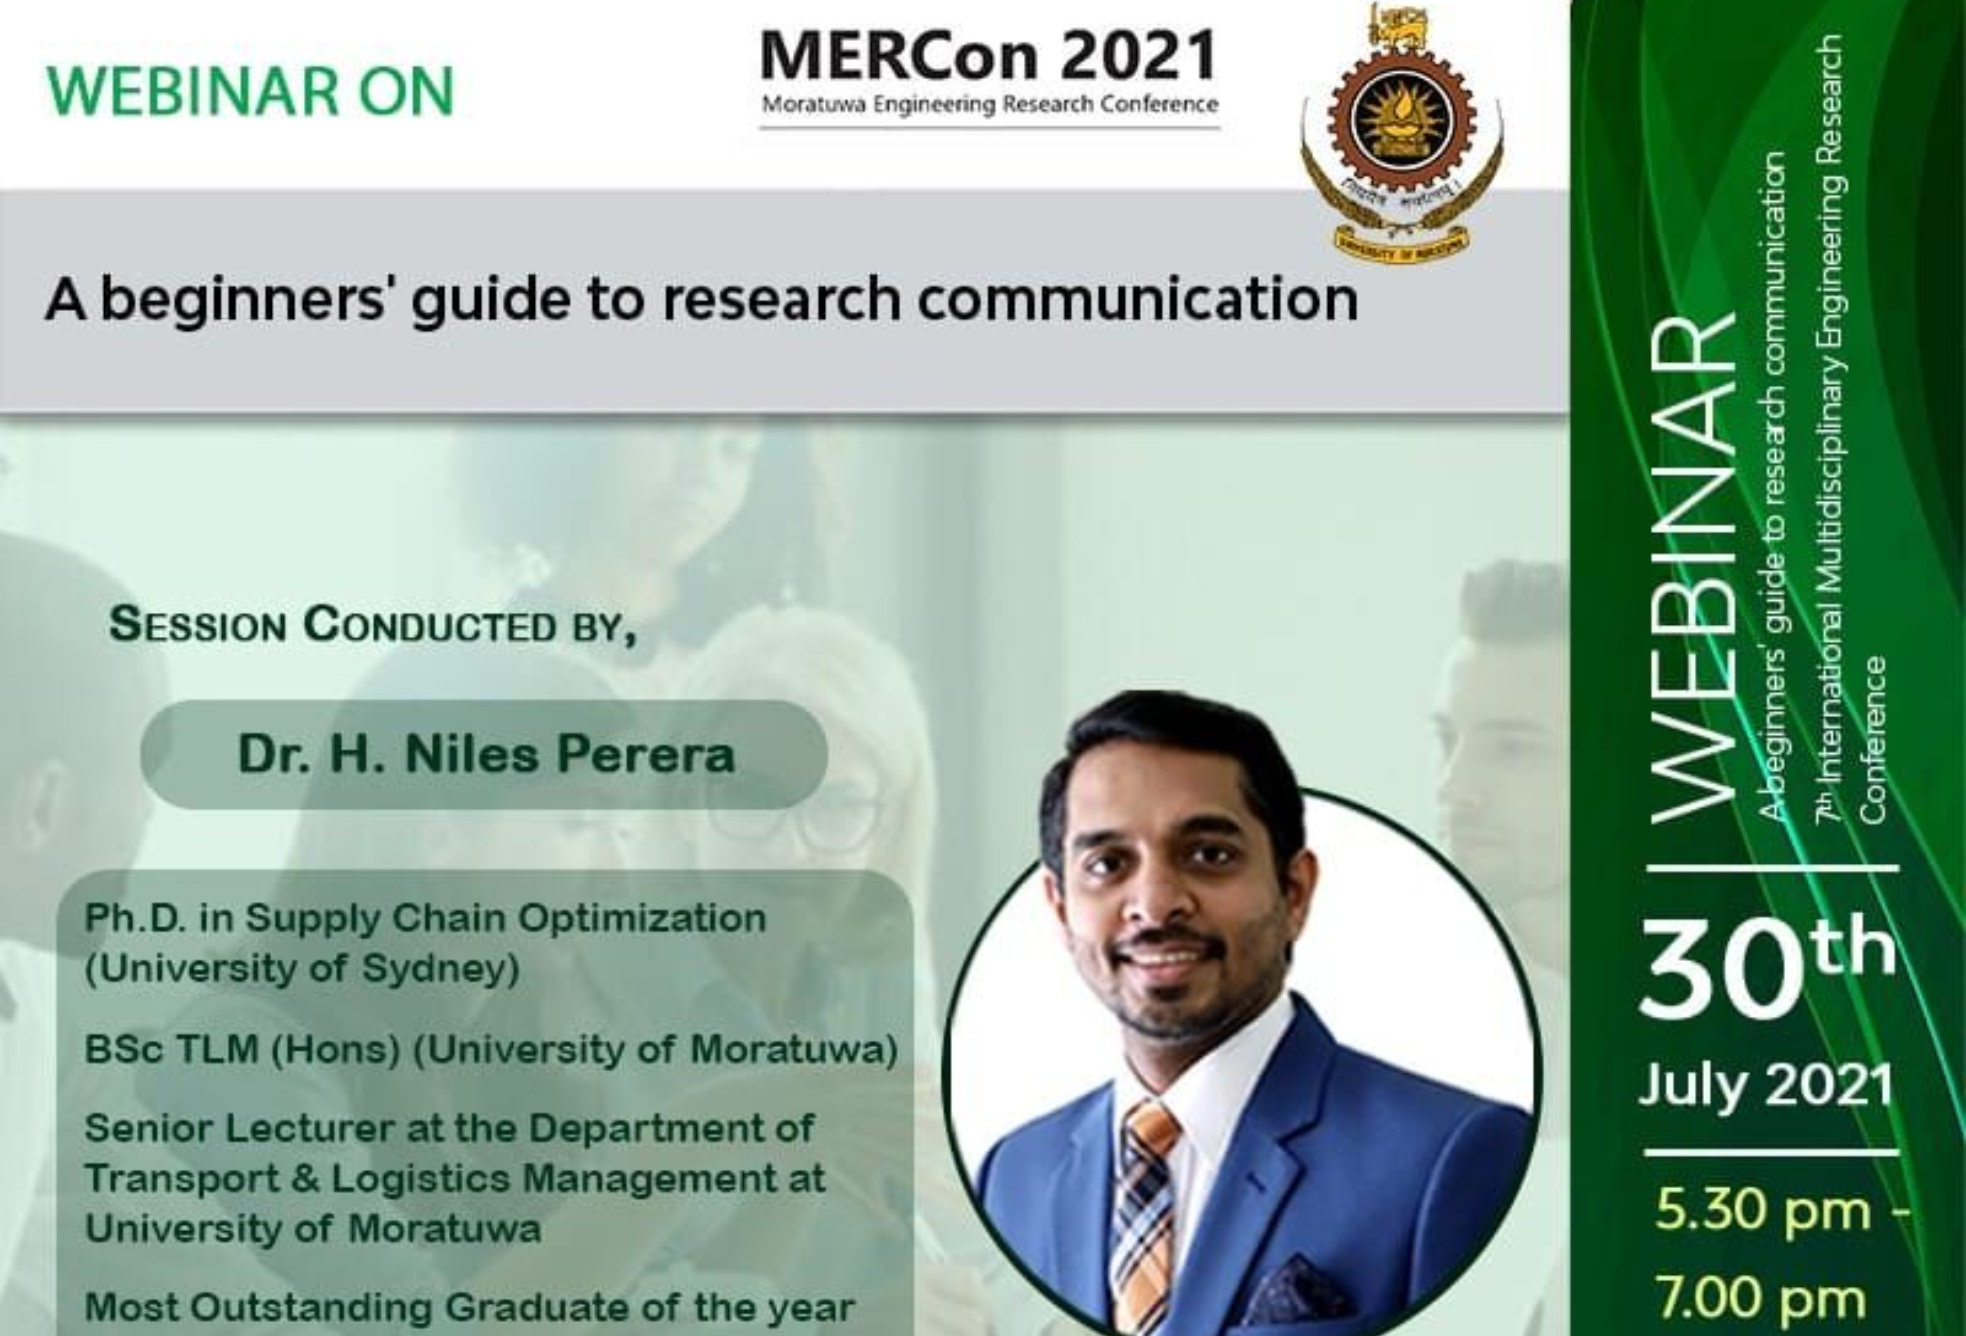 WEBINAR ON
MERCon 2021
Moratuwa Engineering Research Conference
UNIVERSITY OF MORATUWA
A beginners' guide to research communication
SESSION CONDUCTED BY,
Dr. H. Niles Perera
Ph.D. in Supply Chain Optimization
(University of Sydney)
BSc TLM (Hons) (University of Moratuwa)
Senior Lecturer at the Department of
Transport & Logistics Management at
University of Moratuwa
Most Outstanding Graduate of the year
WEBINAR
A beginners' guide to research communication
7th International Multidisciplinary Engineering Research
Conference
30th
July 2021
5.30 pm -
7.00 pm